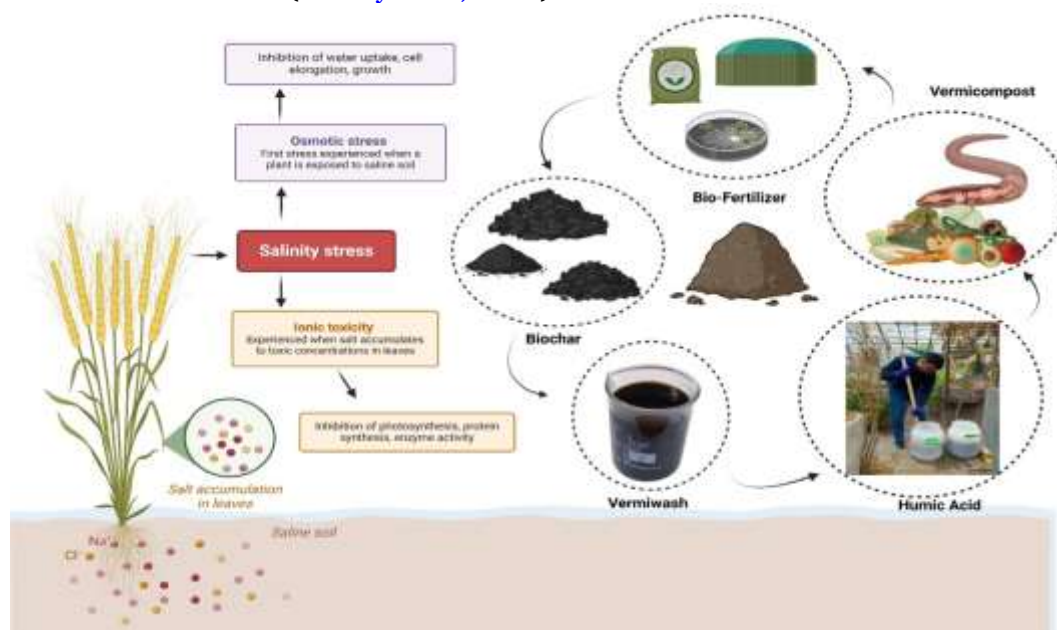 Inhibition of water uptake, cell
elongation, growth
Osmotic stress
First stress experienced when a
plant is exposed to saline soil
Salinity stress
Ionic toxicity
Experienced when salt accumulates
to toxic concentrations in leaves
Inhibition of photosynthesis, protein
synthesis, enzyme activity
Salt accumulation
in leaves
Saline soil
Na⁺
Cl⁻
Vermicompost
Bio-Fertilizer
Biochar
Vermiwash
Humic Acid